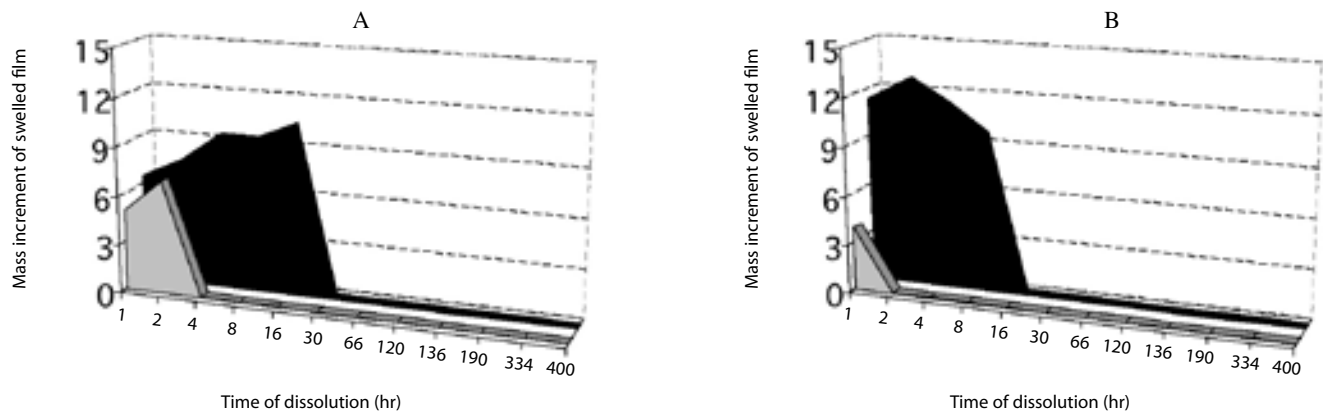 A
Mass increment of swelled film
15
12
9
6
3
0
1 2 4 8 16 30 66 120 136 190 334 400
Time of dissolution (hr)
B
Mass increment of swelled film
15
12
9
6
3
0
1 2 4 8 16 30 66 120 136 190 334 400
Time of dissolution (hr)